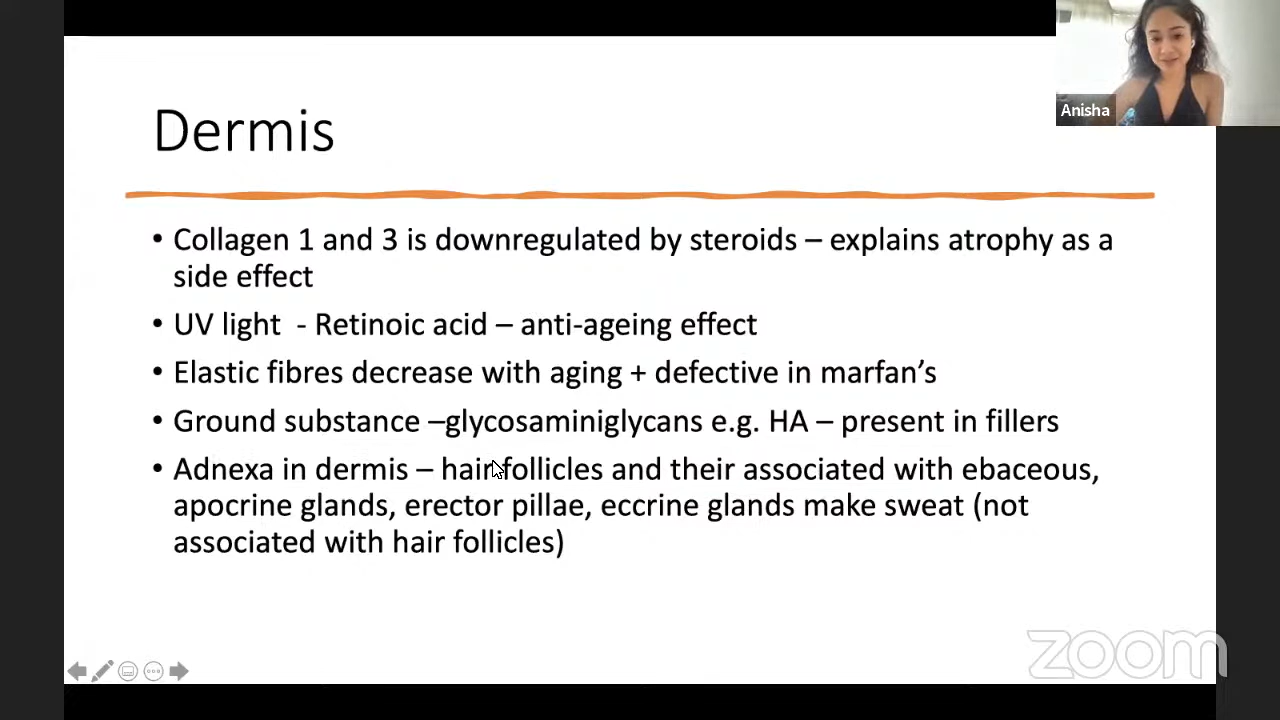 Anisha
Dermis
• Collagen 1 and 3 is downregulated by steroids – explains atrophy as a
side effect
• UV light  - Retinoic acid – anti-ageing effect
• Elastic fibres decrease with aging + defective in marfan’s
• Ground substance –glycosaminiglycans e.g. HA – present in fillers
• Adnexa in dermis – hair follicles and their associated with ebaceous,
apocrine glands, erector pillae, eccrine glands make sweat (not
associated with hair follicles)
zoom